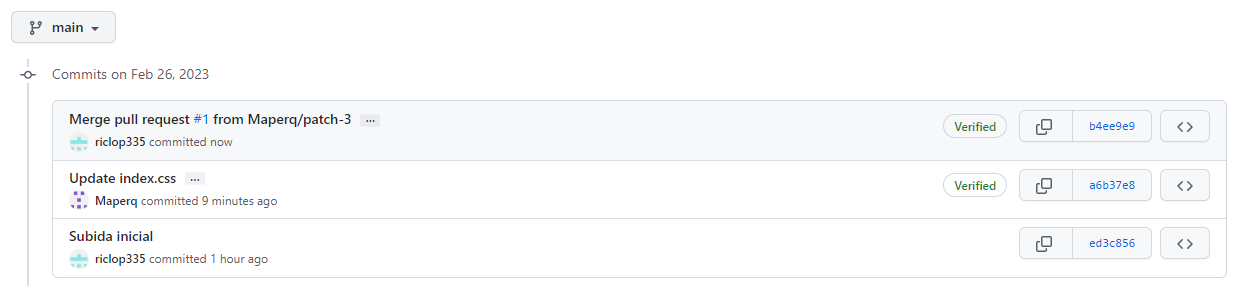 main
Commits on Feb 26, 2023
Merge pull request #1 from Maperq/patch-3 ...
riclop335 committed now
Verified
b4ee9e9
Update index.css ...
Maperq committed 9 minutes ago
Verified
a6b37e8
Subida inicial
riclop335 committed 1 hour ago
ed3c856